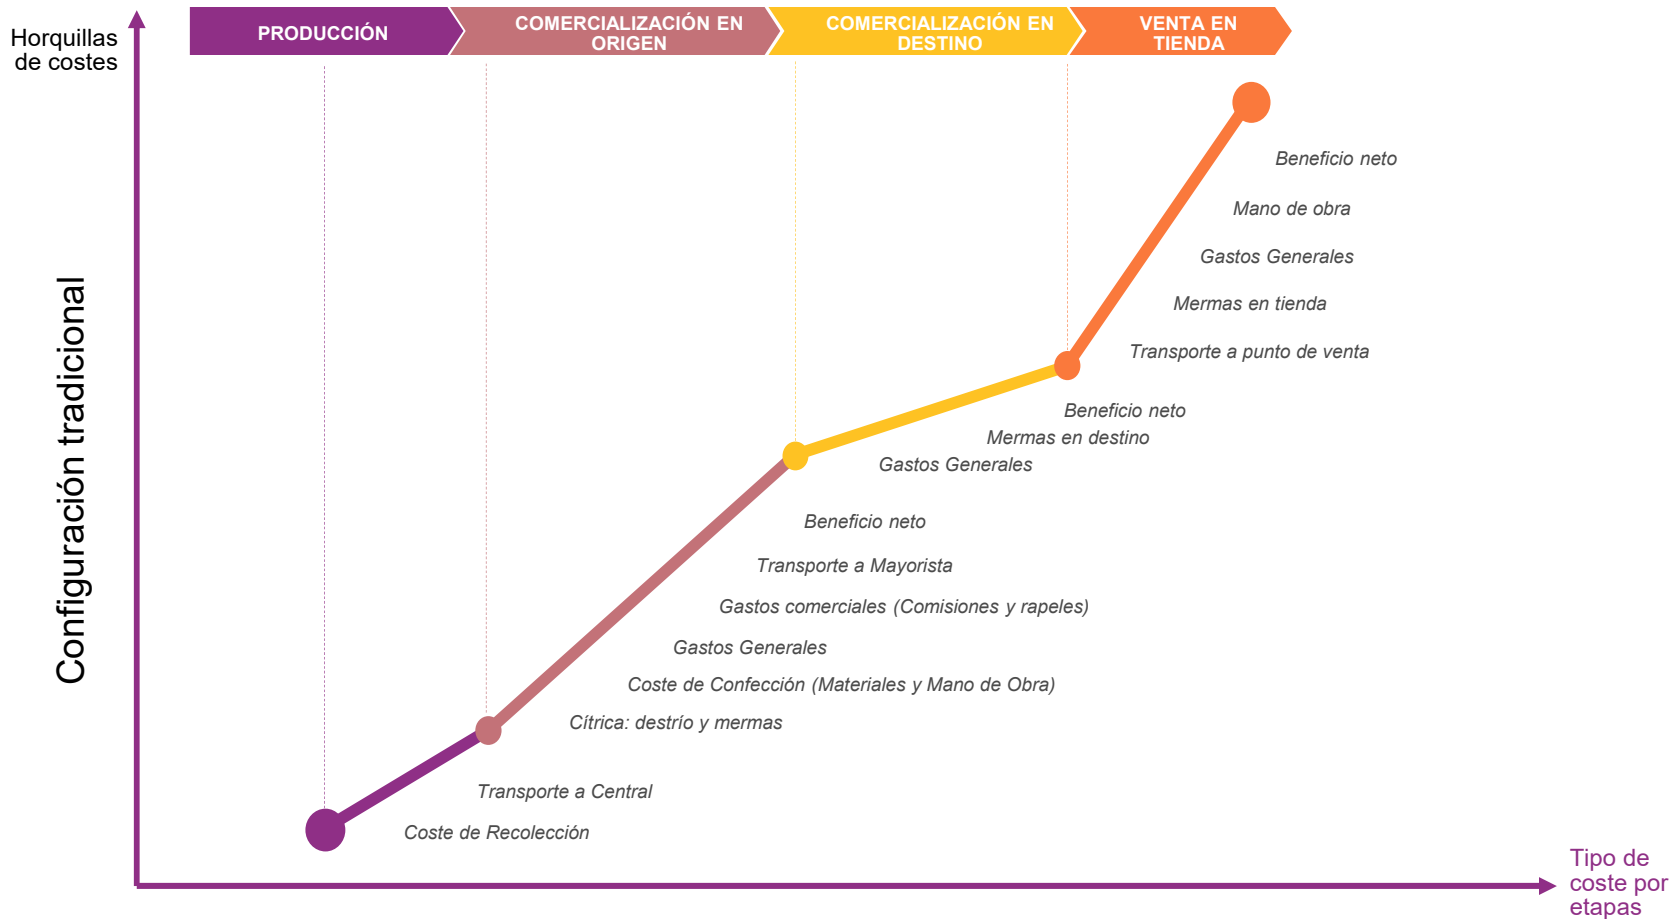 Horquillas
de costes
PRODUCCIÓN
COMERCIALIZACIÓN EN
ORIGEN
COMERCIALIZACIÓN EN
DESTINO
VENTA EN
TIENDA
Configuración tradicional
Beneficio neto
Mano de obra
Gastos Generales
Mermas en tienda
Transporte a punto de venta
Beneficio neto
Mermas en destino
Gastos Generales
Beneficio neto
Transporte a Mayorista
Gastos comerciales (Comisiones y rapeles)
Gastos Generales
Coste de Confección (Materiales y Mano de Obra)
Cítrica: destrío y mermas
Transporte a Central
Coste de Recolección
Tipo de
coste por
etapas